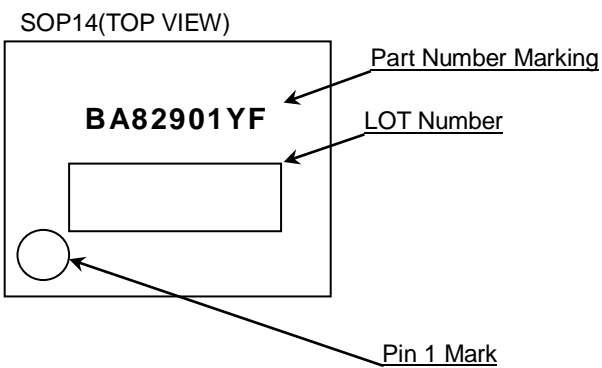 SOP14(TOP VIEW)
Part Number Marking
BA82901YF
LOT Number
Pin 1 Mark